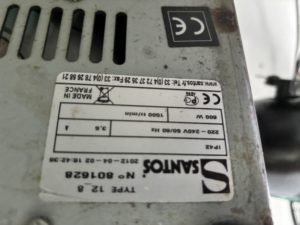 SANTOS
TYPE 12_8
N° 801628
2012-04-02 18:42:38
IP42
220-240V 50/60 Hz
600 W 3,6 A
1500 tr/min
MADE IN
FRANCE
www.santos.fr Tel: 33 (0)4 72 37 35 29 Fax: 33 (0)4 78 26 58 21
CE